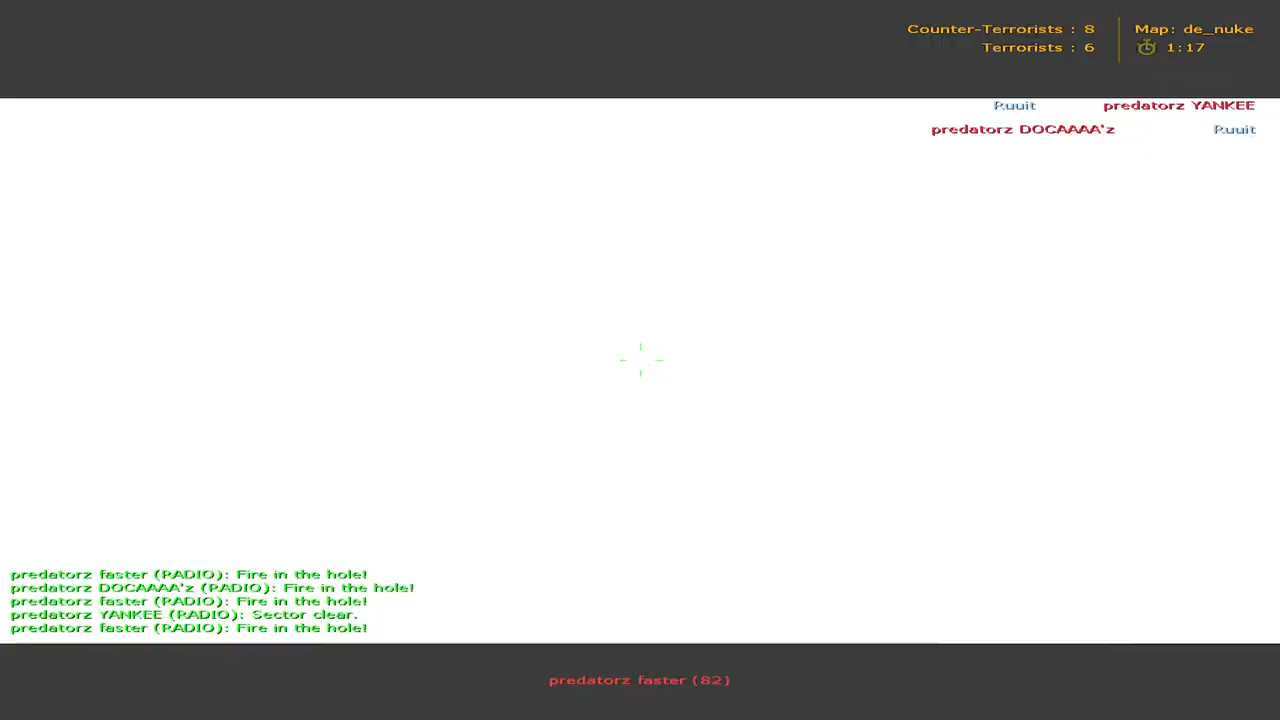 Counter-Terrorists : 8
Terrorists : 6
Map: de_nuke
1:17
Ruuit predatorz YANKEE
predatorz DOCAAAA'z Ruuit
predatorz faster (RADIO): Fire in the hole!
predatorz DOCAAAA'z (RADIO): Fire in the hole!
predatorz faster (RADIO): Fire in the hole!
predatorz YANKEE (RADIO): Sector clear.
predatorz faster (RADIO): Fire in the hole!
predatorz faster (82)